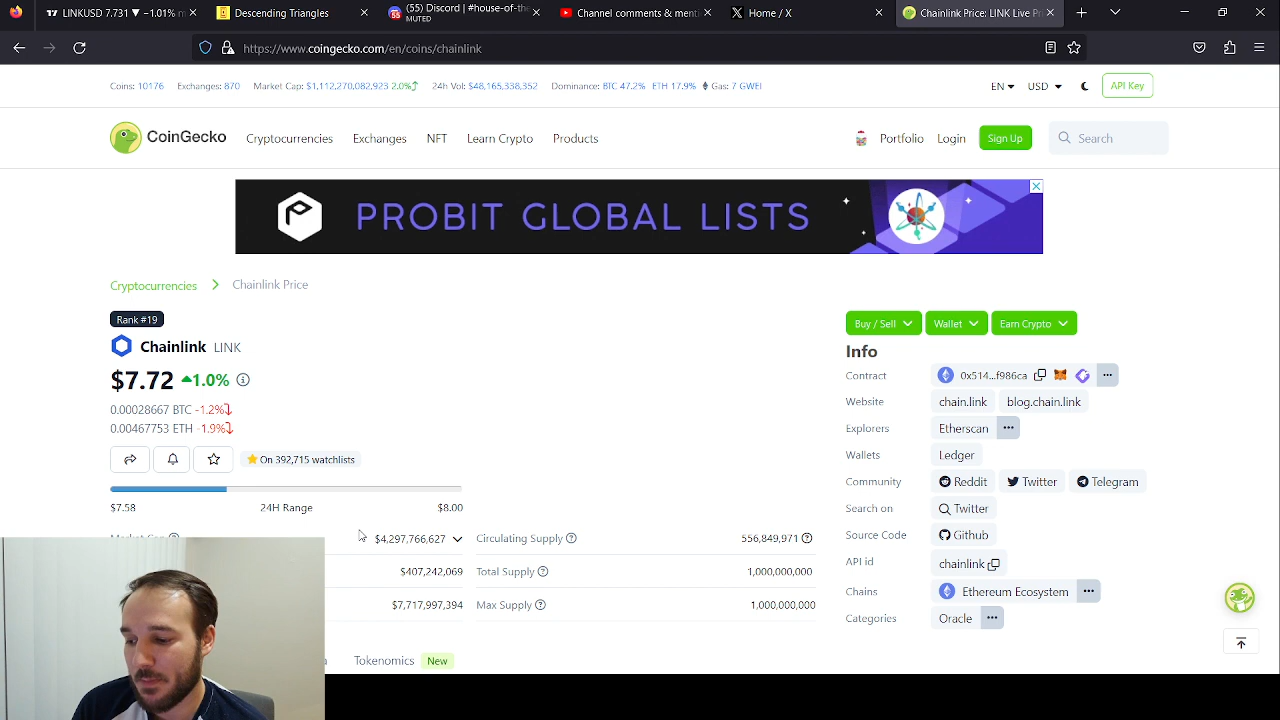 LINKUSD 7.731 ▼ −1.01%
Descending Triangles
(55) Discord | #house-of-the
MUTED
Channel comments & menti
Home / X
Chainlink Price: LINK Live Pri
https://www.coingecko.com/en/coins/chainlink
Coins: 10176 Exchanges: 870 Market Cap: $1,112,270,082,923 2.0% 24h Vol: $48,165,338,352 Dominance: BTC 47.2% ETH 17.9% Gas: 7 GWEI
EN USD API Key
CoinGecko Cryptocurrencies Exchanges NFT Learn Crypto Products Portfolio Login Sign Up Search
PROBIT GLOBAL LISTS
Cryptocurrencies > Chainlink Price
Rank #19
Chainlink LINK
$7.72 1.0%
0.00028667 BTC -1.2%
0.00467753 ETH -1.9%
On 392,715 watchlists
$7.58 24H Range $8.00
$4,297,766,627
$407,242,069
$7,717,997,394
Circulating Supply 556,849,971
Total Supply 1,000,000,000
Max Supply 1,000,000,000
Tokenomics New
Buy / Sell Wallet Earn Crypto
Info
Contract 0x514...f986ca
Website chain.link blog.chain.link
Explorers Etherscan
Wallets Ledger
Community Reddit Twitter Telegram
Search on Twitter
Source Code Github
API id chainlink
Chains Ethereum Ecosystem
Categories Oracle